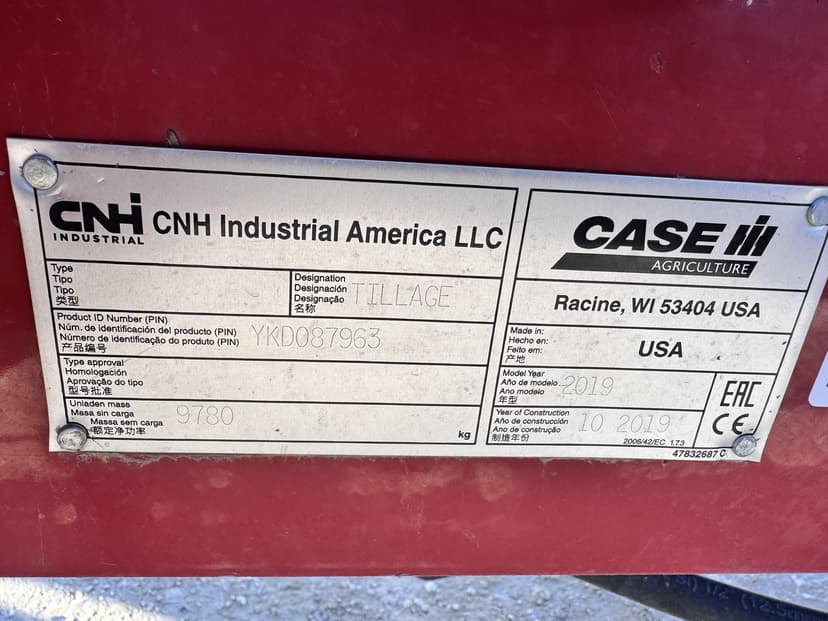 CNH INDUSTRIAL CNH Industrial America LLC
Type
Tipo
Tipo
类型
Designation
Designación
Designação
名称
TILLAGE
Product ID Number (PIN)
Núm. de identificación del producto (PIN)
Número de identificação do produto (PIN)
产品编号
YKD087963
Type approval
Homologación
Aprovação do tipo
型号批准
Unladen mass
Masa sin carga
Massa sem carga
额定净功率
9780
kg
CASE IH
AGRICULTURE
Racine, WI 53404 USA
Made in:
Hecho en:
Feito em:
产地
USA
Model Year
Año de modelo
Ano modelo
年型
2019
Year of Construction
Año de construcción
Ano de construção
制造年份
10 2019
2006/42/EC 1.7.3
EAC
CE
47832687 C